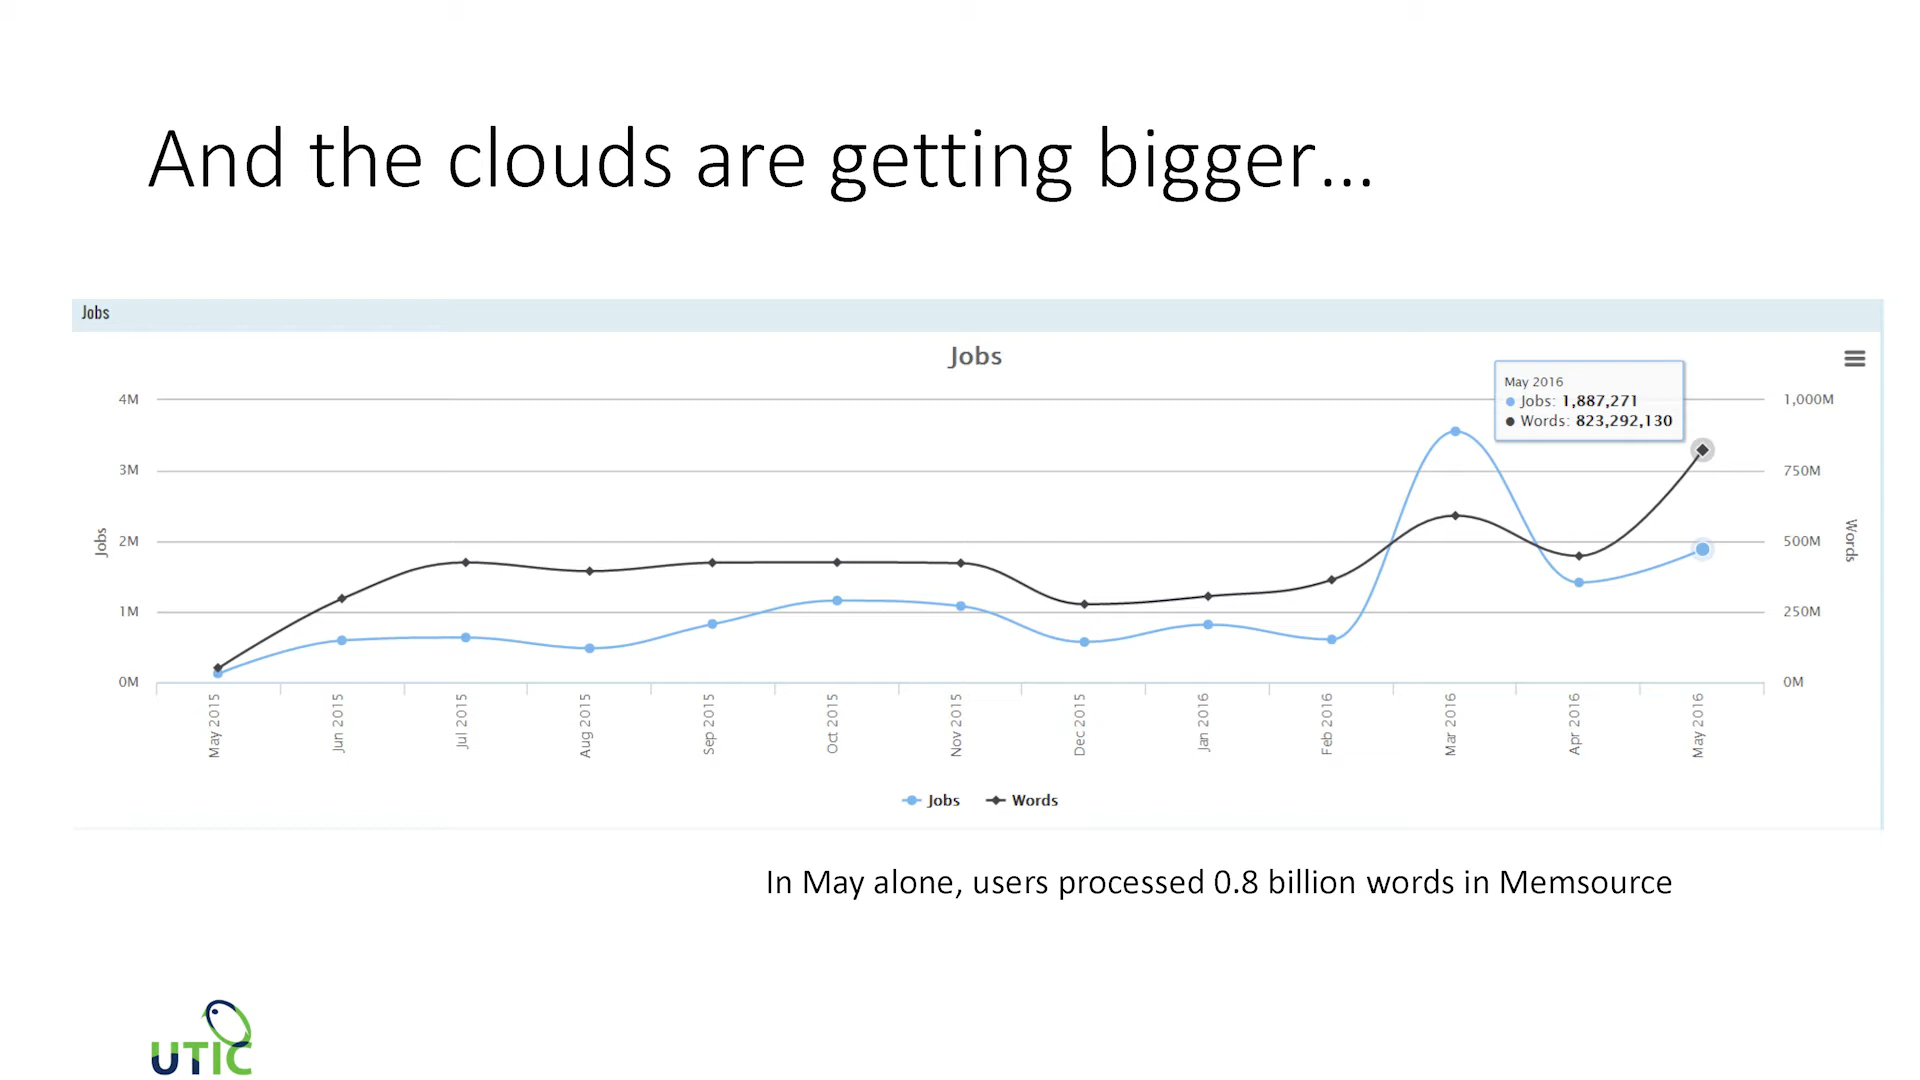 And the clouds are getting bigger…
Jobs
Jobs
May 2016
Jobs: 1,887,271
Words: 823,292,130
4M
3M
2M
1M
0M
Jobs
1,000M
750M
500M
250M
0M
Words
May 2015
Jun 2015
Jul 2015
Aug 2015
Sep 2015
Oct 2015
Nov 2015
Dec 2015
Jan 2016
Feb 2016
Mar 2016
Apr 2016
May 2016
Jobs
Words
In May alone, users processed 0.8 billion words in Memsource
UTIC